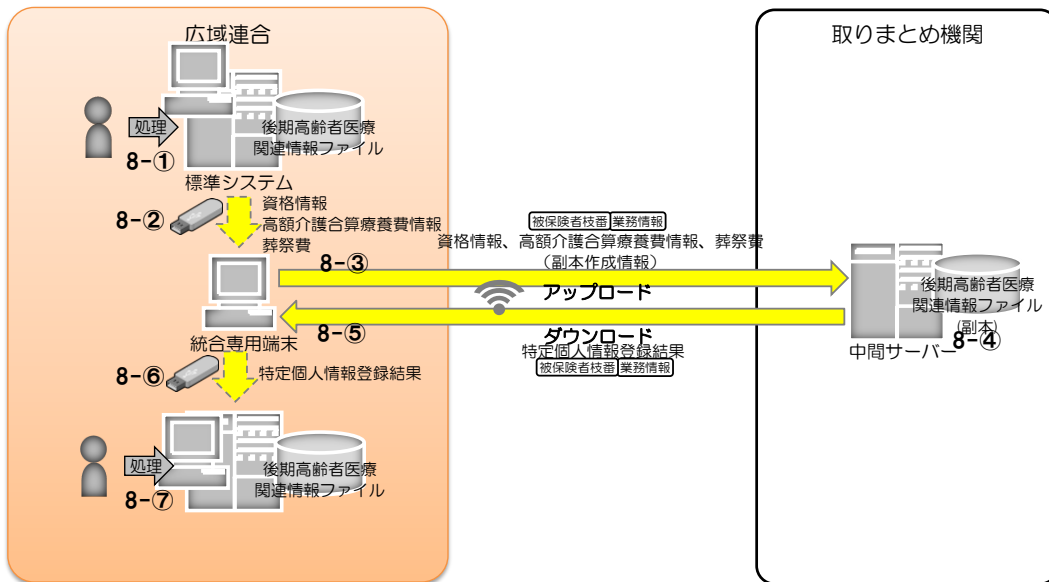 広域連合
処理
8-①
後期高齢者医療
関連情報ファイル
標準システム
8-②
資格情報
高額介護合算療養費情報
葬祭費
8-③
被保険者枝番 業務情報
資格情報、高額介護合算療養費情報、葬祭費
（副本作成情報）
アップロード
統合専用端末
8-⑤
ダウンロード
特定個人情報登録結果
被保険者枝番 業務情報
8-⑥
特定個人情報登録結果
処理
8-⑦
後期高齢者医療
関連情報ファイル
取りまとめ機関
後期高齢者医療
関連情報ファイル
(副本)
8-④
中間サーバー